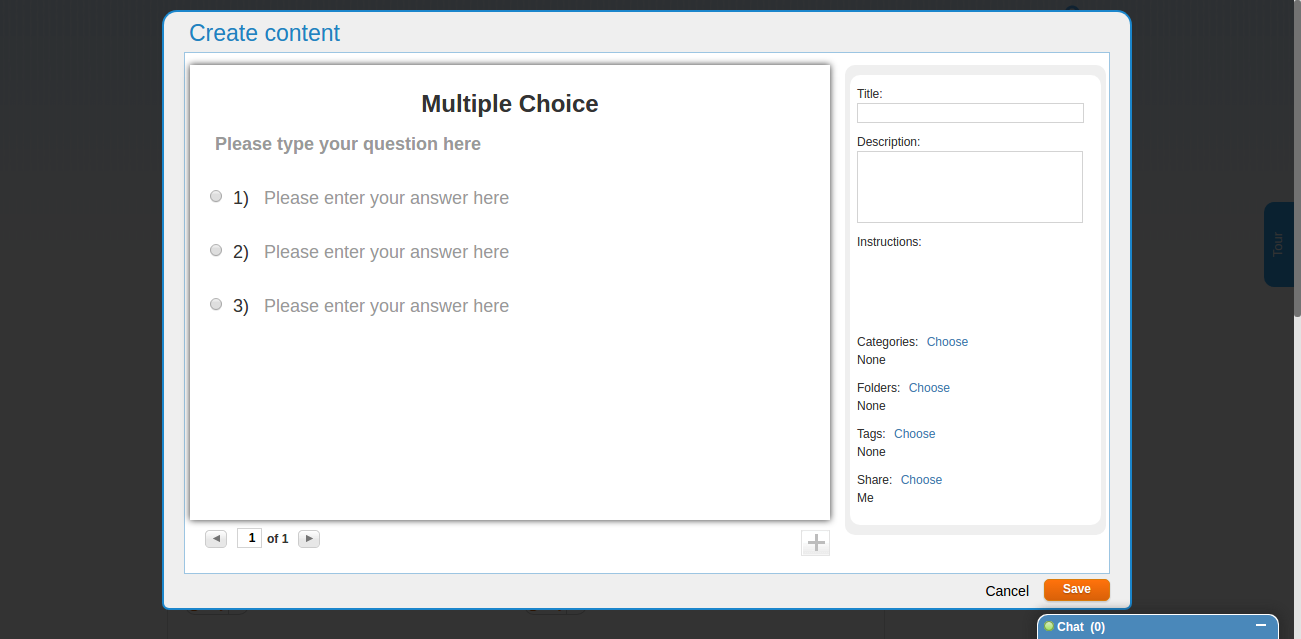 Create content
Multiple Choice
Please type your question here
1) Please enter your answer here
2) Please enter your answer here
3) Please enter your answer here
1 of 1
Title:
Description:
Instructions:
Categories: Choose
None
Folders: Choose
None
Tags: Choose
None
Share: Choose
Me
Cancel
Save
Tour
Chat (0)